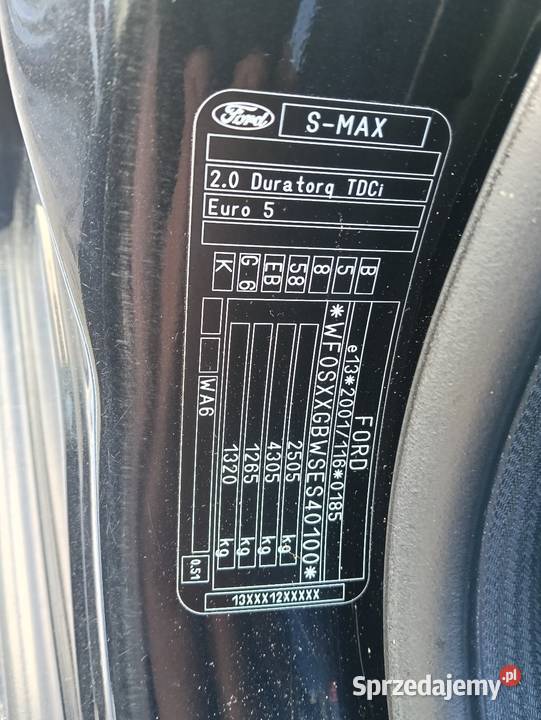 Ford
S-MAX
2.0 Duratorq TDCi
Euro 5
B
5
8
58
EB
G 6
K
FORD
e13*2001/116*0185
*WF0SXXGBWSES40100*
2505 kg
4305 kg
1265 kg
1320 kg
WA6
0.51
13XXX12XXXXX
Sprzedajemy.pl